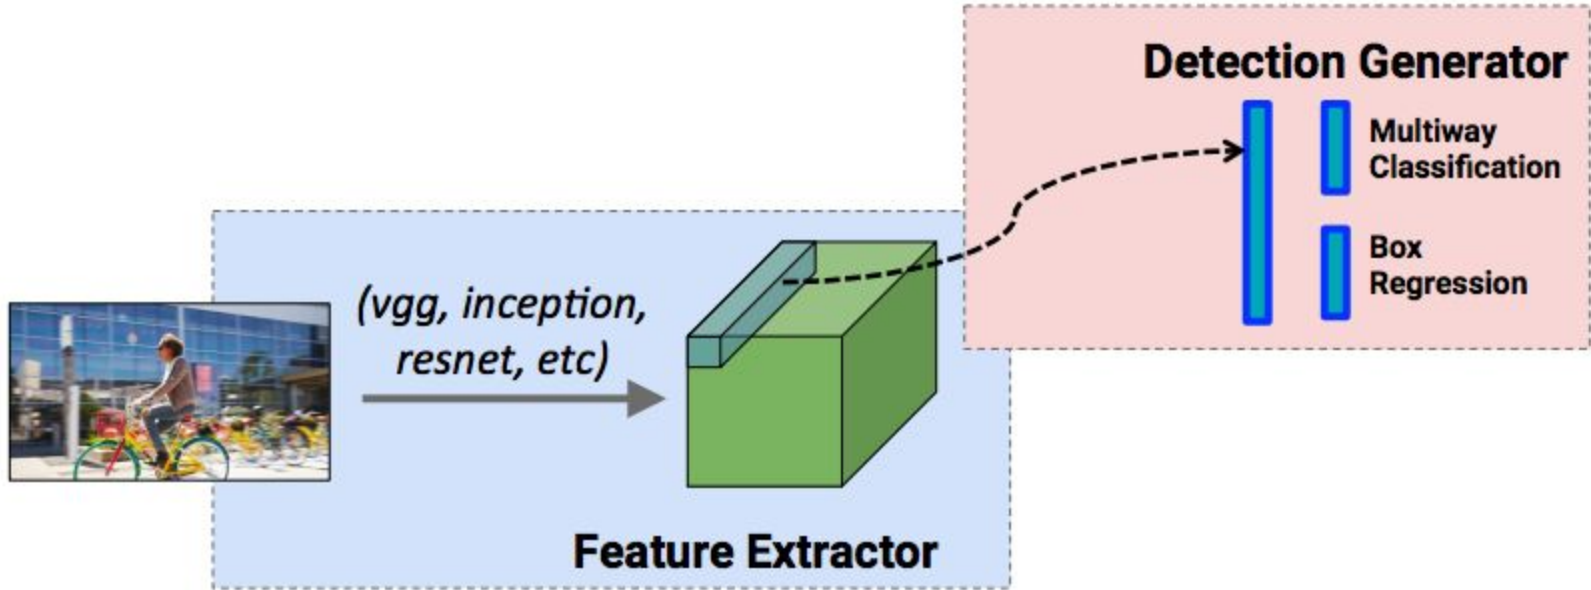 Detection Generator
Multiway
Classification
Box
Regression
(vgg, inception,
resnet, etc)
Feature Extractor